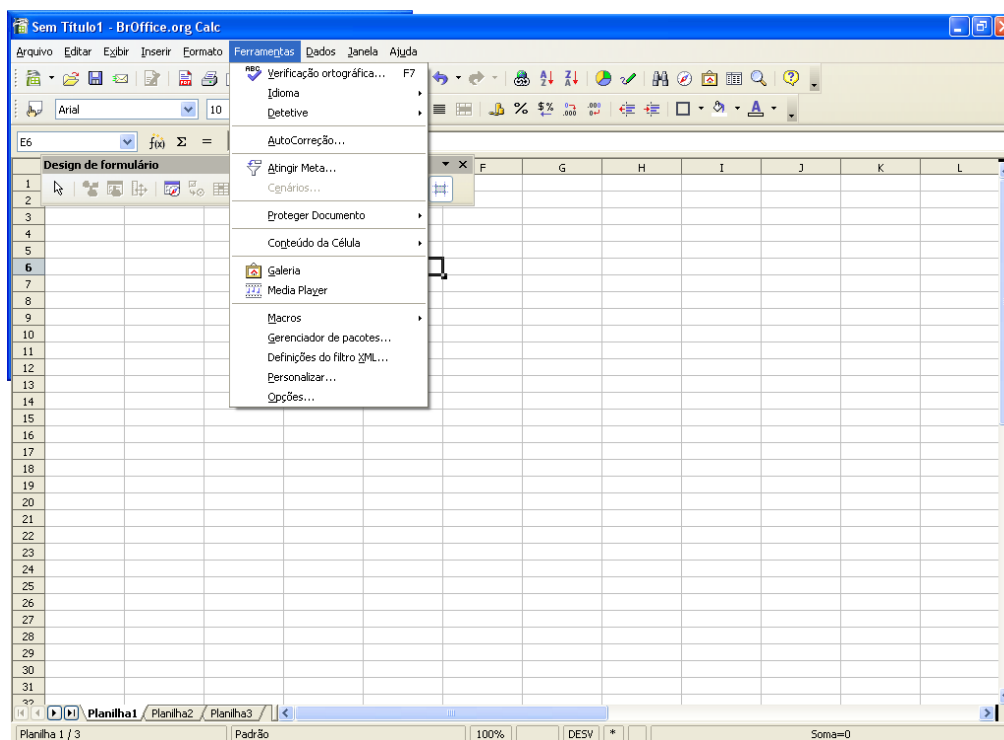 Sem Título1 - BrOffice.org Calc
Arquivo Editar Exibir Inserir Formato Ferramentas Dados Janela Ajuda
Verificação ortográfica... F7
Idioma
Detetive
AutoCorreção...
Atingir Meta...
Cenários...
Proteger Documento
Conteúdo da Célula
Galeria
Media Player
Macros
Gerenciador de pacotes...
Definições do filtro XML...
Personalizar...
Opções...
Arial 10
E6 f(x) Σ =
Design de formulário
F G H I J K L
1
2
3
4
5
6
7
8
9
10
11
12
13
14
15
16
17
18
19
20
21
22
23
24
25
26
27
28
29
30
31
32
Planilha1 Planilha2 Planilha3
Planilha 1 / 3 Padrão 100% DESV * Soma=0